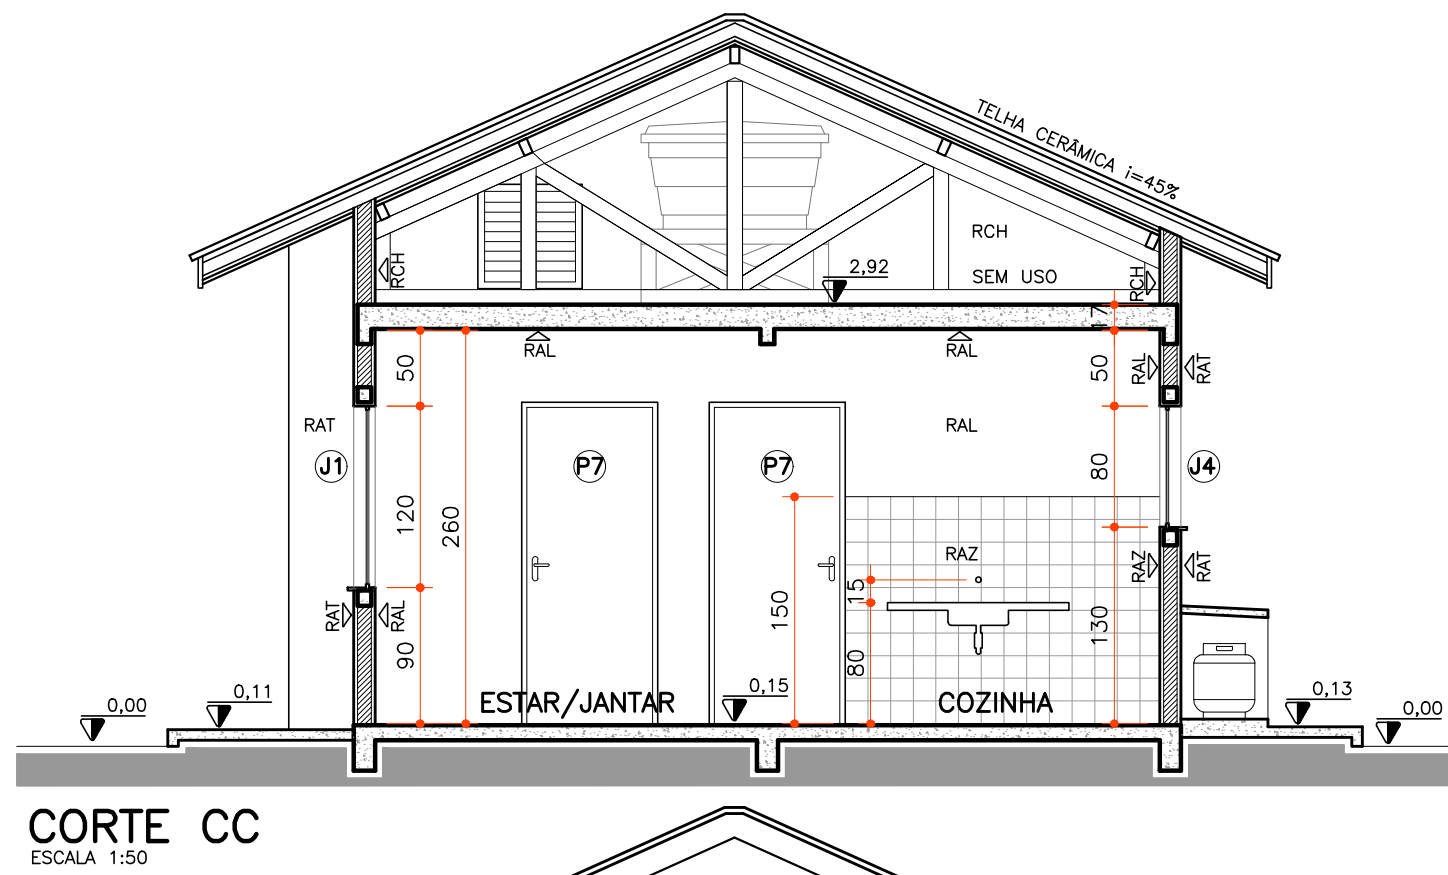 TELHA CERÂMICA i=45%
RCH
RCH
SEM USO
RCH
2,92
17
RAL
RAL
50
50
RAL
RAT
RAT
RAL
J1
P7
P7
80
J4
120
260
RAZ
RAZ
RAT
15
150
RAT
RAL
130
90
80
0,00
0,11
ESTAR/JANTAR
0,15
COZINHA
0,13
0,00
CORTE CC
ESCALA 1:50